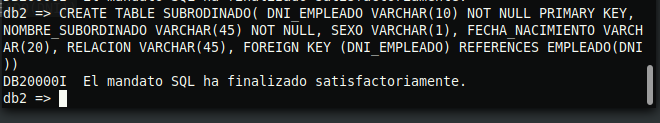 db2 => CREATE TABLE SUBRODINADO( DNI_EMPLEADO VARCHAR(10) NOT NULL PRIMARY KEY,
NOMBRE_SUBORDINADO VARCHAR(45) NOT NULL, SEXO VARCHAR(1), FECHA_NACIMIENTO VARCH
AR(20), RELACION VARCHAR(45), FOREIGN KEY (DNI_EMPLEADO) REFERENCES EMPLEADO(DNI
))
DB20000I  El mandato SQL ha finalizado satisfactoriamente.
db2 =>